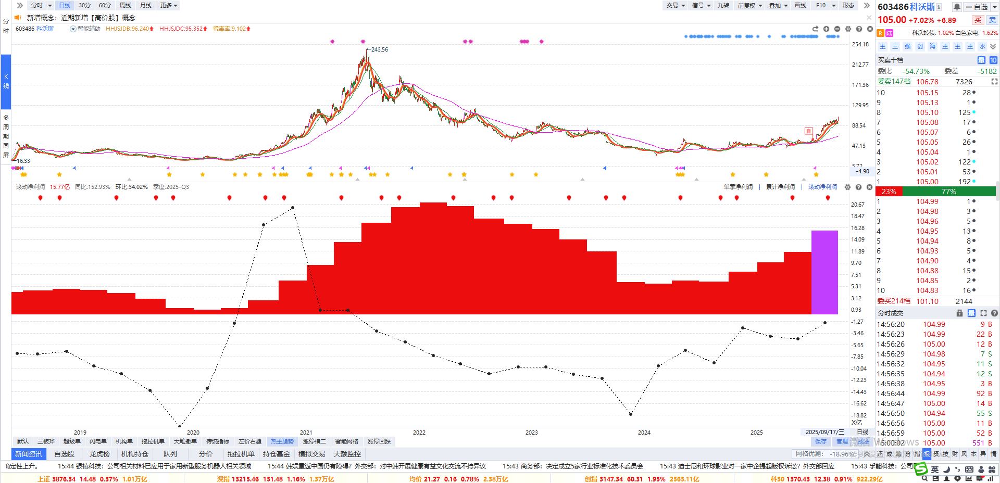 分时 日线 30分 60分 周线 月线 更多
交易 信号 九转 前复权 叠加 画线 F10 形态
新增概念：近期新增【高价股】概念
603486 科沃斯 智能辅助 HHJSJDB:96.240 HHJSJDC:95.352 乖离率:9.102
分时
K线
多周期同屏
243.56
16.33
254.18
212.77
171.36
129.95
88.54
47.13
5.72
-4.90
滚动净利润 15.77亿 同比:152.93% 环比:34.02% 季度:2025-Q3
单季净利润 | 累计净利润 | 滚动净利润
20.67
18.47
16.28
14.09
11.89
9.70
7.51
5.31
3.12
0.93
-1.27
-3.46
-5.65
-7.85
-10.04
-12.23
-14.43
-16.62
-18.82
X亿
2019 2020 2021 2022 2023 2024 2025 2025/09/17/三 日线
默认 三板斧 超级单 闪电单 机构单 拖拉机单 大笔撤单 传统指标 左价右趋 热主趋势 涨停横二 智能网格 涨停回踩 保存 管理
新闻资讯 自选股 龙虎榜 机构持仓 队列 分价 拖拉机单 持仓基金 模拟交易 大额监控
网格优测: -18.96%
成 筹 分 指 报 资 技 财 风 本 异 情
激活 Windows
确定性上升。 15:44 银禧科技：公司相关材料已应用于家用新型服务机器人相关领域 15:44 韩娱重返中国仍有障碍？外交部：对中韩开展健康有益文化交流不持异议 15:43 商务部：决定成立5家行业标准化技术委员会 15:43 迪士尼和环球影业对一家中企提起版权诉讼？外交部回应 15:43 孚能科技：公司
英
上证 3876.34 14.48 0.37% 1.01万亿 深指 13215.46 151.48 1.16% 1.37万亿 均价 21.27 0.16 0.78% 2.38万亿 创指 3147.34 60.31 1.95% 2565.11亿 科50 1370.43 12.38 0.91% 922.29亿
603486 科沃斯 自选
105.00 +7.02% +6.89 买 卖
R 陆 科沃转债: 1.02% 白色家电: 1.62%
主 三 强 创 海 主 主 主 水
买卖十档 量 10
委比 -54.73% 委差 -5182
委卖147档 106.78 7326
10 105.15 28
9 105.13 1
8 105.10 125
7 105.08 17
6 105.07 6
5 105.05 26
4 105.04 1
3 105.02 122
2 105.01 53
1 105.00 192
23% 77%
1 104.99 1
2 104.98 3
3 104.96 5
4 104.95 13
5 104.94 8
6 104.93 5
7 104.90 4
8 104.88 15
9 104.85 2
10 104.83 16
委买214档 101.10 2144
分时成交 量
14:56:20 104.99 9 B
14:56:23 104.99 22 B
14:56:26 105.00 12 B
14:56:29 104.98 7 S
14:56:32 104.95 11 S
14:56:35 104.94 12 S
14:56:38 104.95 3 B
14:56:44 104.99 92 B
14:56:47 105.00 14 B
14:56:50 104.94 55 S
14:56:56 105.00 11 B
14:56:59 105.00 52 B
15:00:02 105.00 551 B